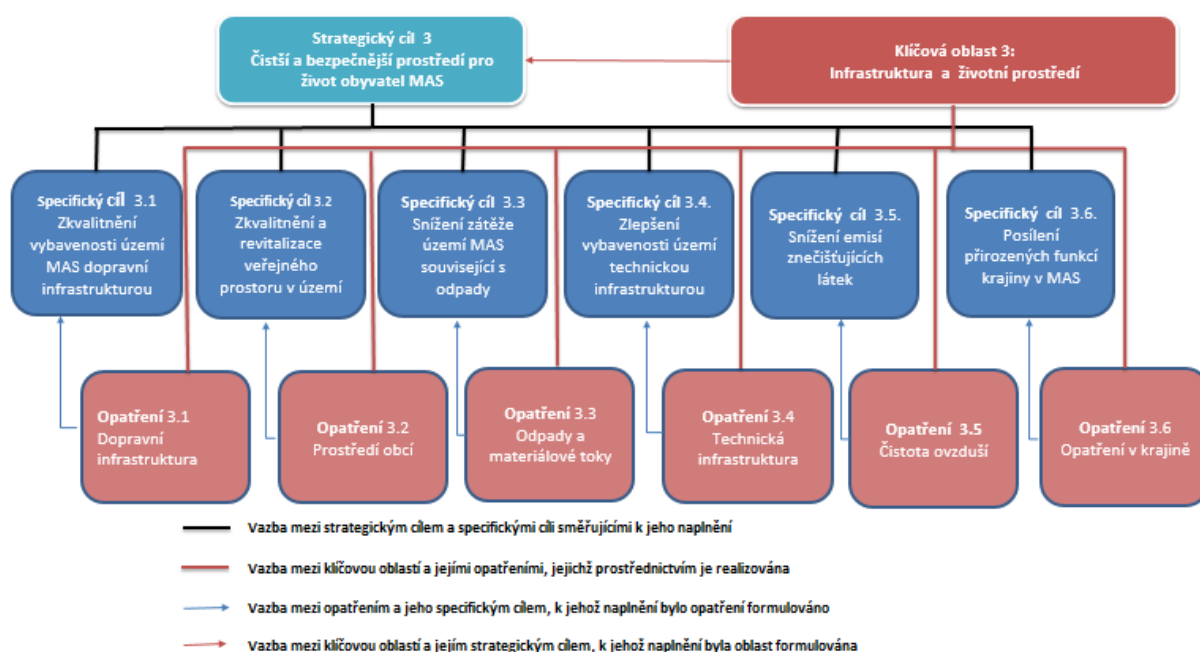 Strategický cíl 3
Čistší a bezpečnější prostředí pro
život obyvatel MAS
Klíčová oblast 3:
Infrastruktura a životní prostředí
Specifický cíl 3.1
Zkvalitnění
vybavenosti území
MAS dopravní
infrastrukturou
Specifický cíl 3.2
Zkvalitnění a
revitalizace
veřejného
prostoru v území
Specifický cíl 3.3
Snížení zátěže
území MAS
související s
odpady
Specifický cíl 3.4.
Zlepšení
vybavenosti území
technickou
infrastrukturou
Specifický cíl 3.5.
Snížení emisí
znečišťujících
látek
Specifický cíl 3.6.
Posílení
přirozených funkcí
krajiny v MAS
Opatření 3.1
Dopravní
infrastruktura
Opatření 3.2
Prostředí obcí
Opatření 3.3
Odpady a
materiálové toky
Opatření 3.4
Technická
infrastruktura
Opatření 3.5
Čistota ovzduší
Opatření 3.6
Opatření v krajině
Vazba mezi strategickým cílem a specifickými cíli směřujícími k jeho naplnění
Vazba mezi klíčovou oblastí a jejími opatřeními, jejichž prostřednictvím je realizována
Vazba mezi opatřením a jeho specifickým cílem, k jehož naplnění bylo opatření formulováno
Vazba mezi klíčovou oblastí a jejím strategickým cílem, k jehož naplnění byla oblast formulována